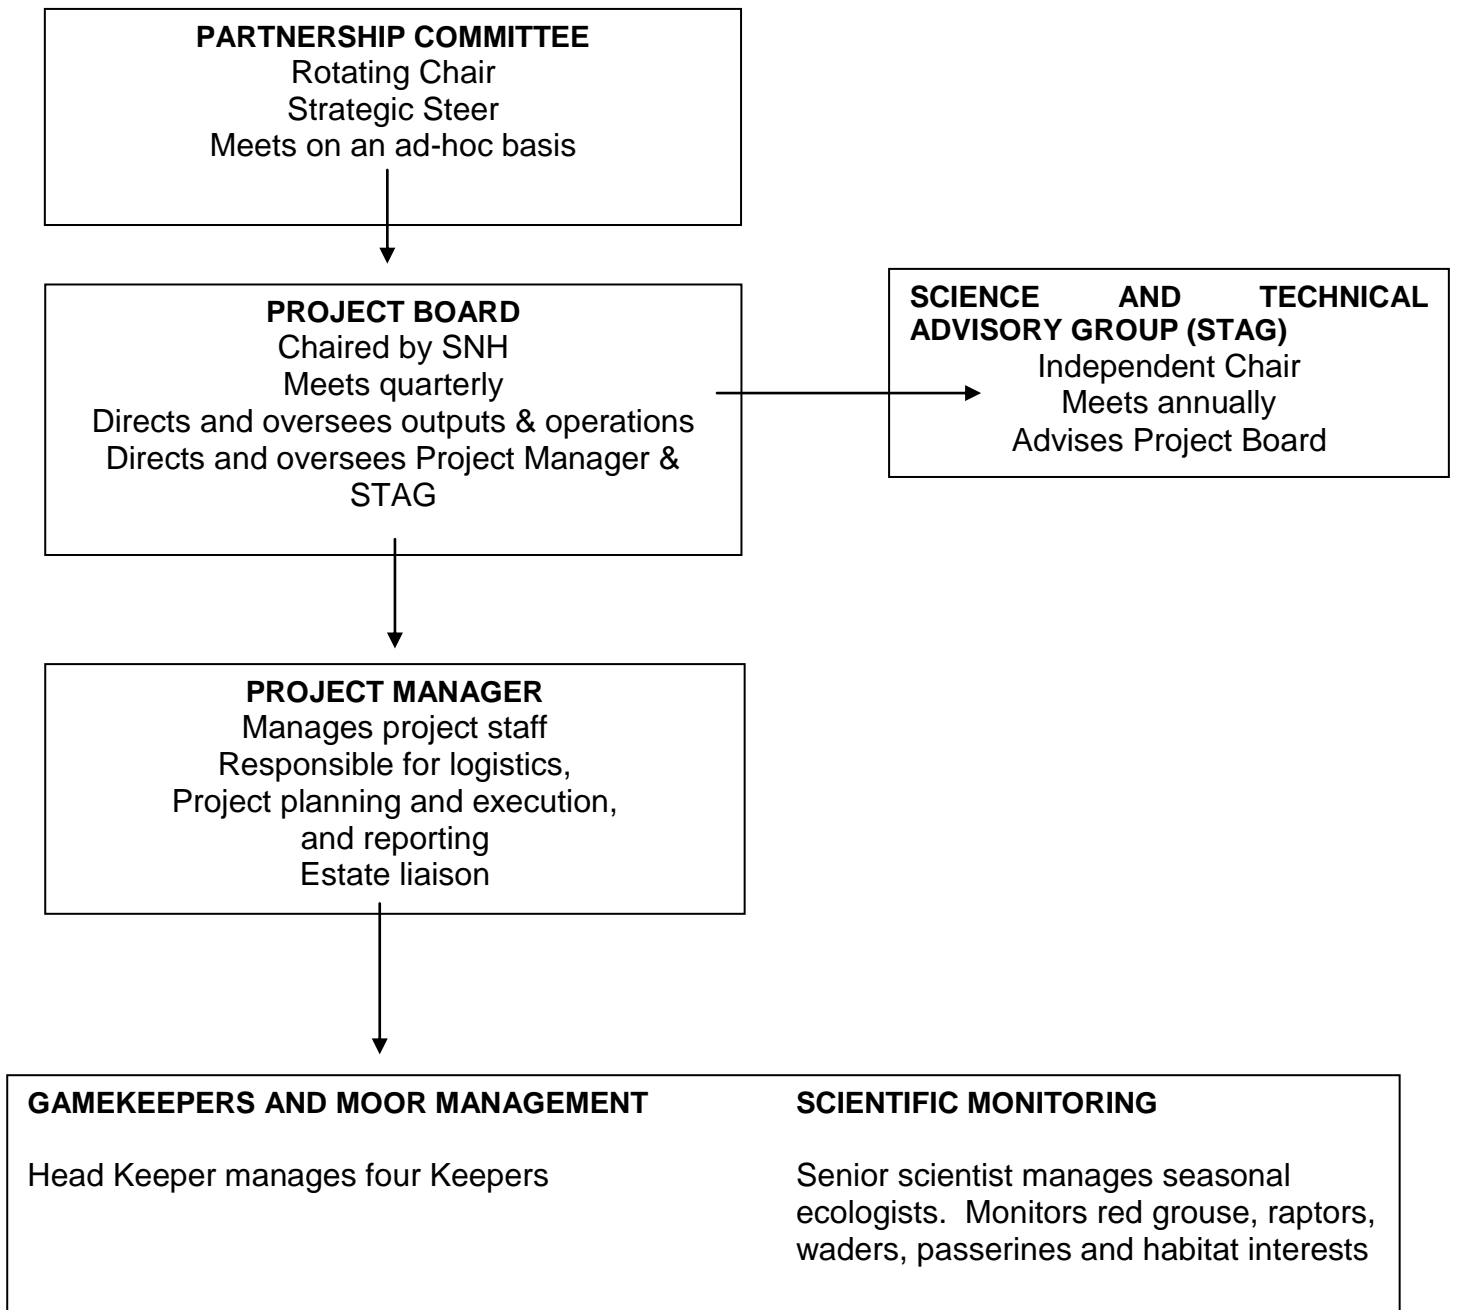 PARTNERSHIP COMMITTEE
Rotating Chair
Strategic Steer
Meets on an ad-hoc basis
PROJECT BOARD
Chaired by SNH
Meets quarterly
Directs and oversees outputs & operations
Directs and oversees Project Manager &
STAG
SCIENCE AND TECHNICAL
ADVISORY GROUP (STAG)
Independent Chair
Meets annually
Advises Project Board
PROJECT MANAGER
Manages project staff
Responsible for logistics,
Project planning and execution,
and reporting
Estate liaison
GAMEKEEPERS AND MOOR MANAGEMENT
Head Keeper manages four Keepers
SCIENTIFIC MONITORING
Senior scientist manages seasonal
ecologists.  Monitors red grouse, raptors,
waders, passerines and habitat interests